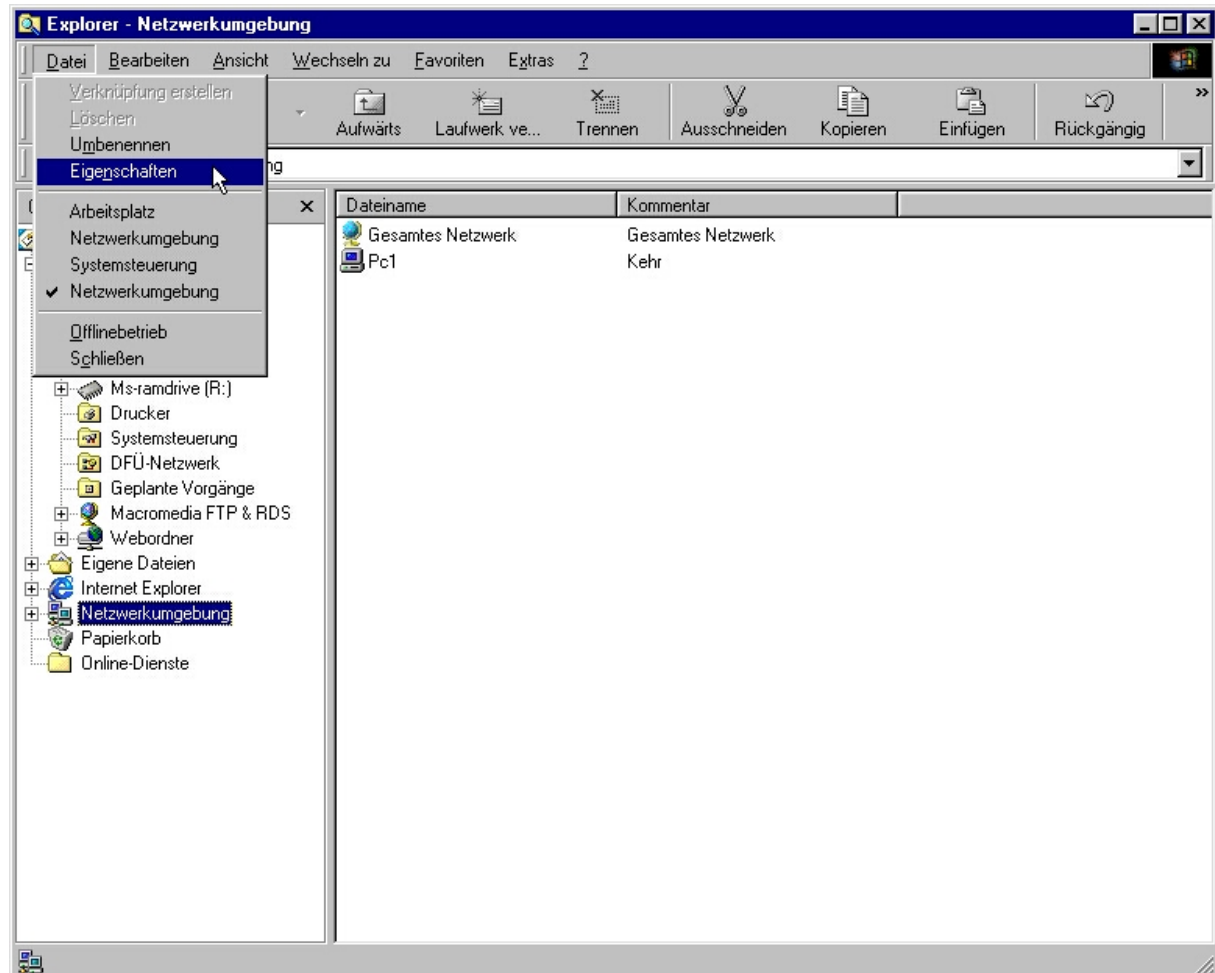 Explorer - Netzwerkumgebung
Datei Bearbeiten Ansicht Wechseln zu Favoriten Extras ?
Verknüpfung erstellen
Löschen
Umbenennen
Eigenschaften
Arbeitsplatz
Netzwerkumgebung
Systemsteuerung
Netzwerkumgebung
Offlinebetrieb
Schließen
Aufwärts Laufwerk ve... Trennen Ausschneiden Kopieren Einfügen Rückgängig »
Dateiname Kommentar
Gesamtes Netzwerk Gesamtes Netzwerk
Pc1 Kehr
Ms-ramdrive (R:)
Drucker
Systemsteuerung
DFÜ-Netzwerk
Geplante Vorgänge
Macromedia FTP & RDS
Webordner
Eigene Dateien
Internet Explorer
Netzwerkumgebung
Papierkorb
Online-Dienste